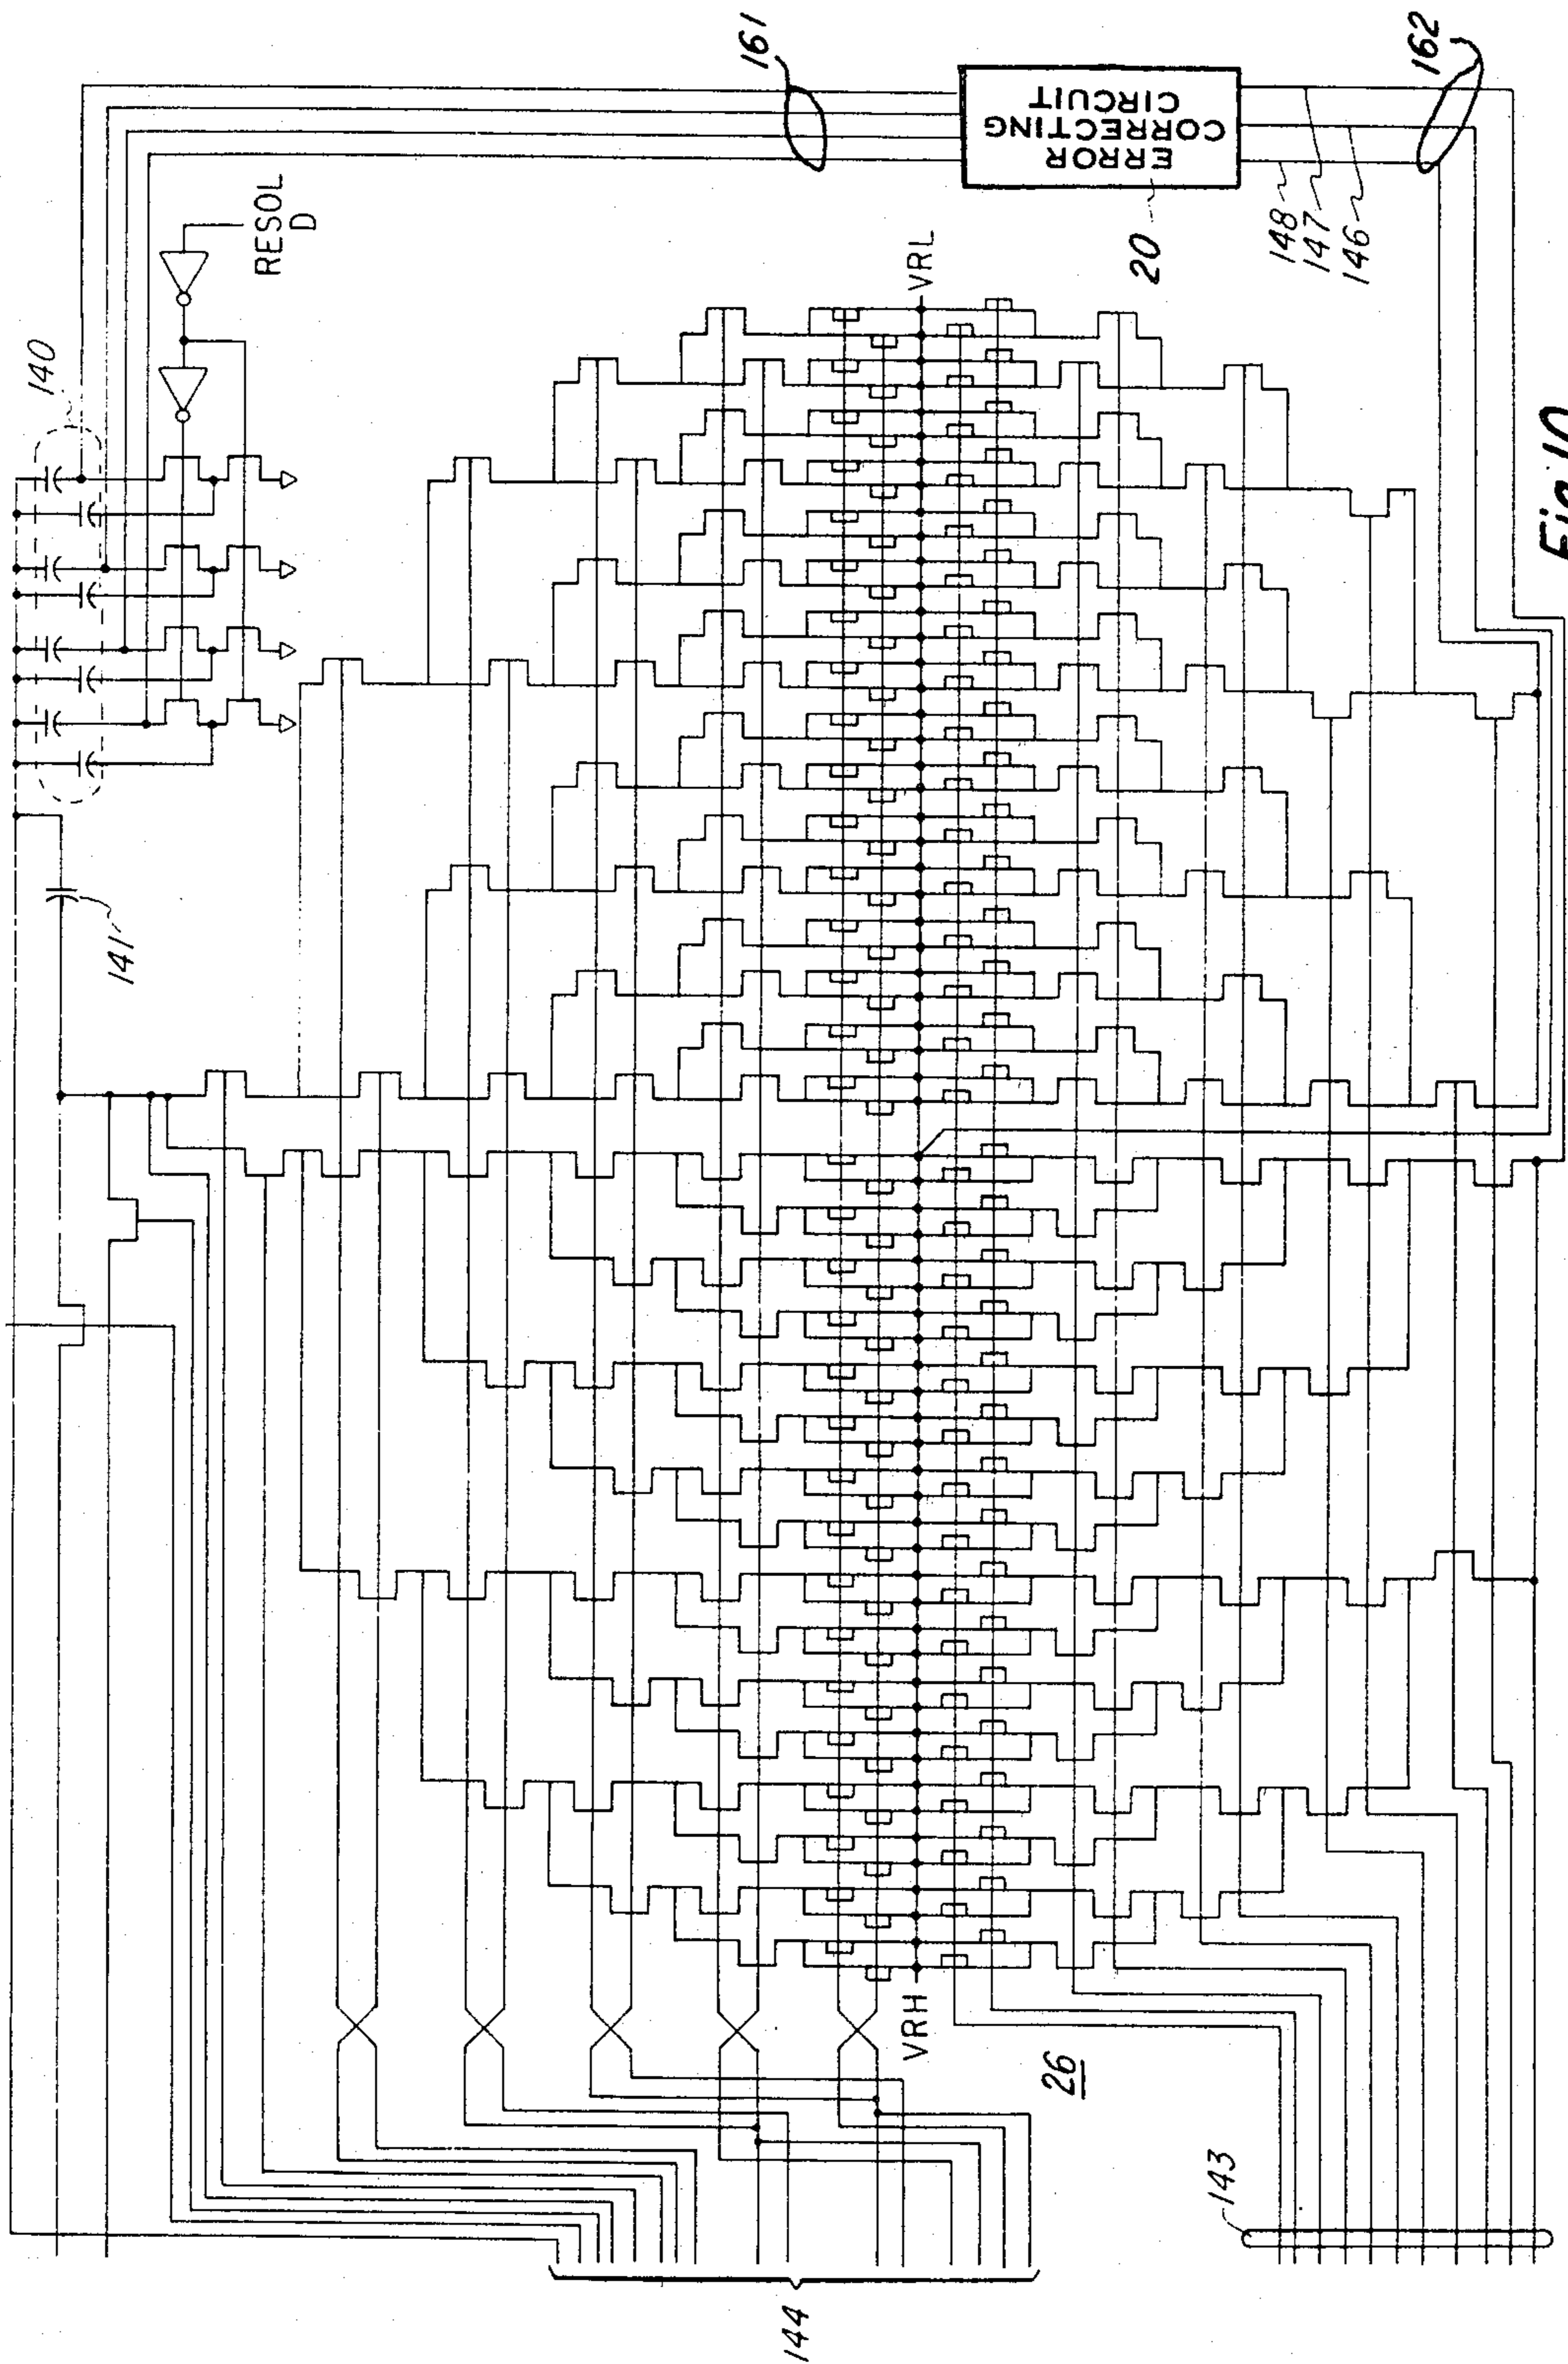 140
161
RESOL
D
141
ERROR
CORRECTING
CIRCUIT
20
148
147
146
162
VRL
VRH
26
144
143
Fig. 10